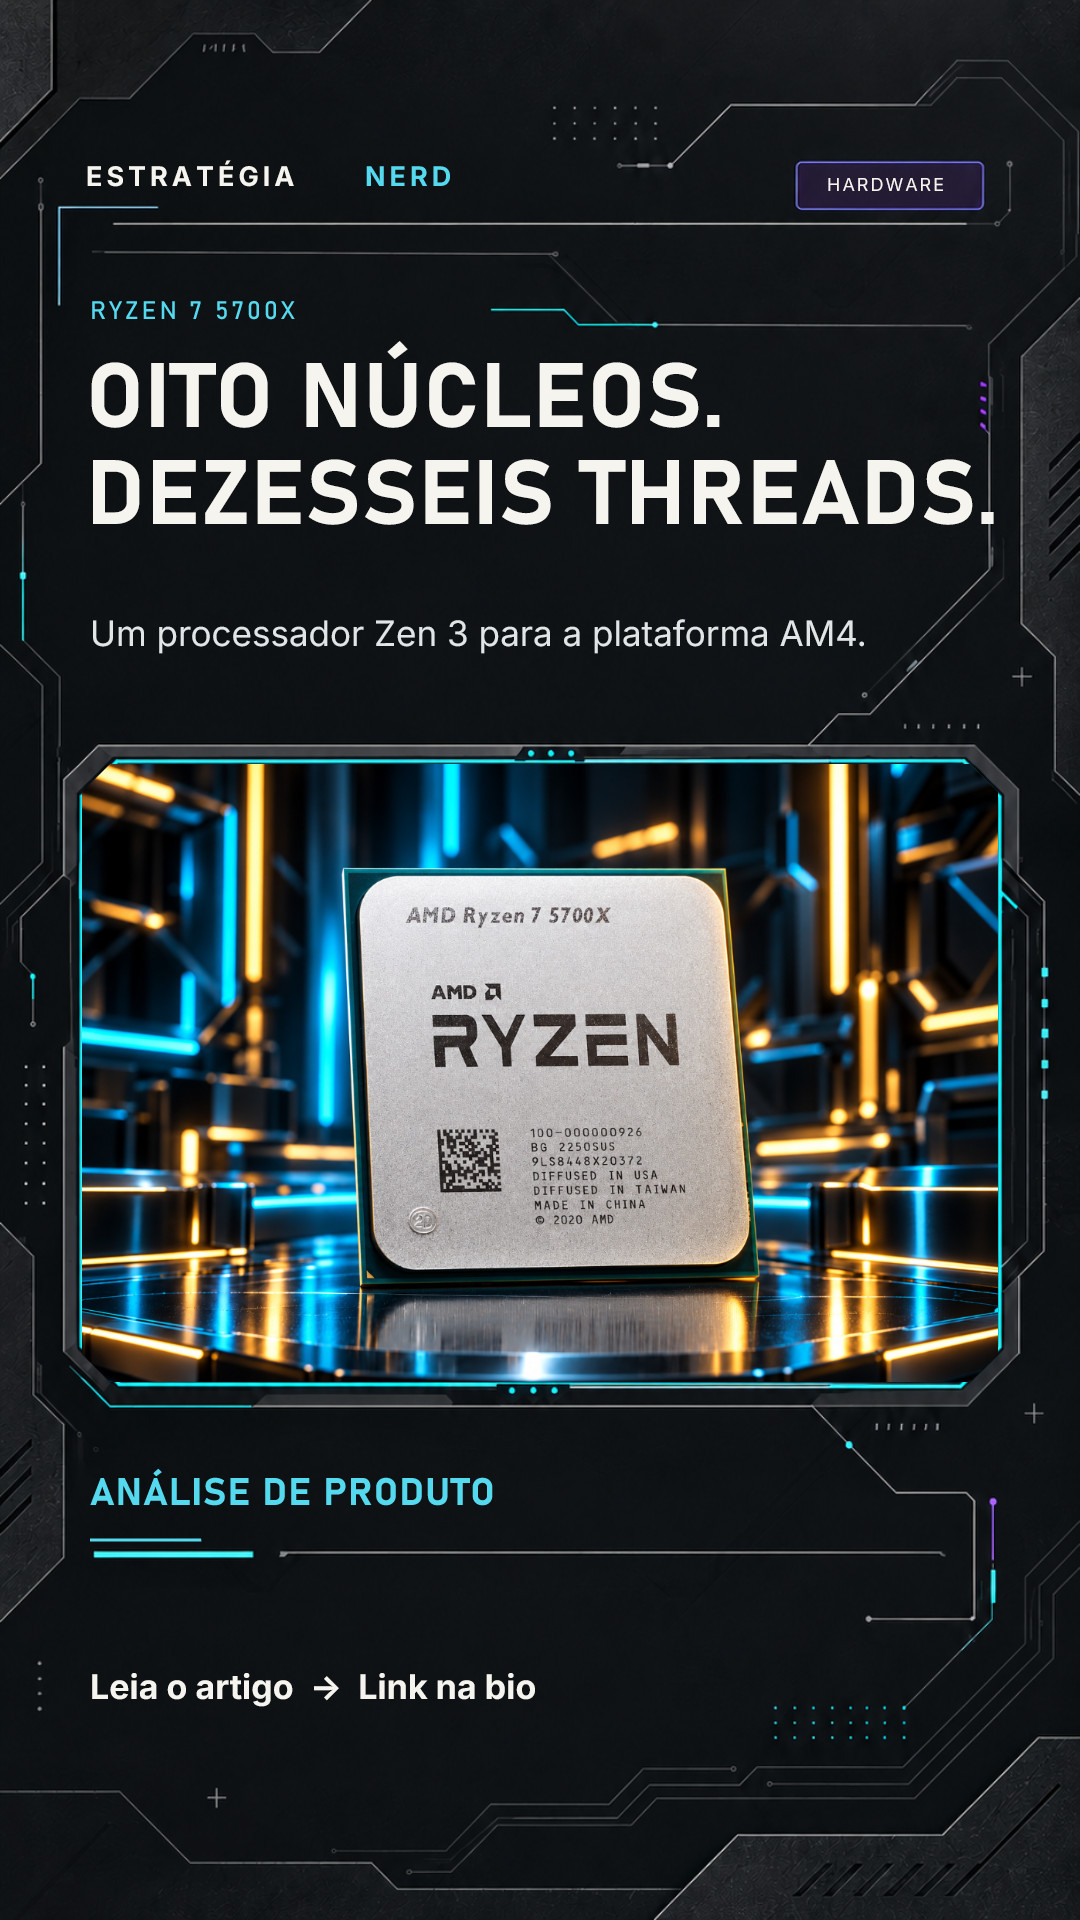 ESTRATÉGIA NERD
HARDWARE
RYZEN 7 5700X
OITO NÚCLEOS.
DEZESSEIS THREADS.
Um processador Zen 3 para a plataforma AM4.
AMD Ryzen 7 5700X
AMD
RYZEN
100-000000926
BG 2250SUS
9LS8448X20372
DIFFUSED IN USA
DIFFUSED IN TAIWAN
MADE IN CHINA
© 2020 AMD
2D
ANÁLISE DE PRODUTO
Leia o artigo → Link na bio